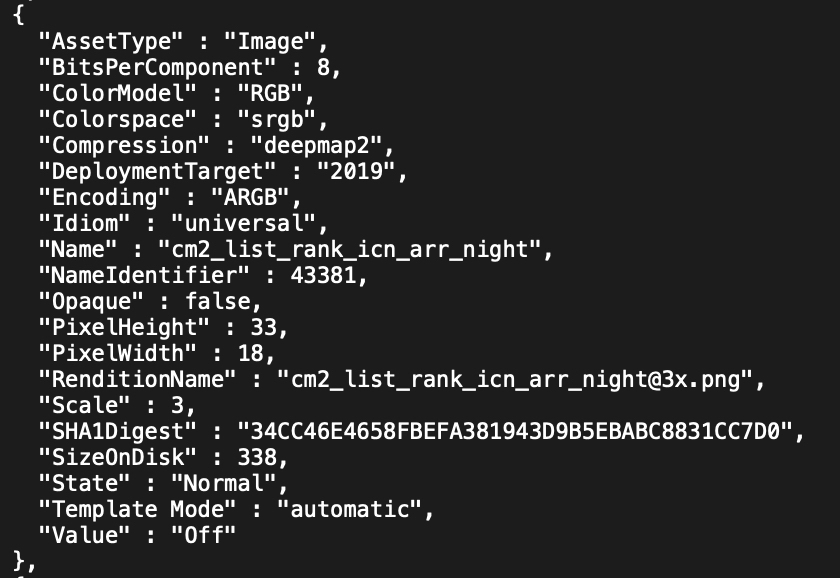 {
"AssetType" : "Image",
"BitsPerComponent" : 8,
"ColorModel" : "RGB",
"Colorspace" : "srgb",
"Compression" : "deepmap2",
"DeploymentTarget" : "2019",
"Encoding" : "ARGB",
"Idiom" : "universal",
"Name" : "cm2_list_rank_icn_arr_night",
"NameIdentifier" : 43381,
"Opaque" : false,
"PixelHeight" : 33,
"PixelWidth" : 18,
"RenditionName" : "cm2_list_rank_icn_arr_night@3x.png",
"Scale" : 3,
"SHA1Digest" : "34CC46E4658FBEFA381943D9B5EBABC8831CC7D0",
"SizeOnDisk" : 338,
"State" : "Normal",
"Template Mode" : "automatic",
"Value" : "Off"
},